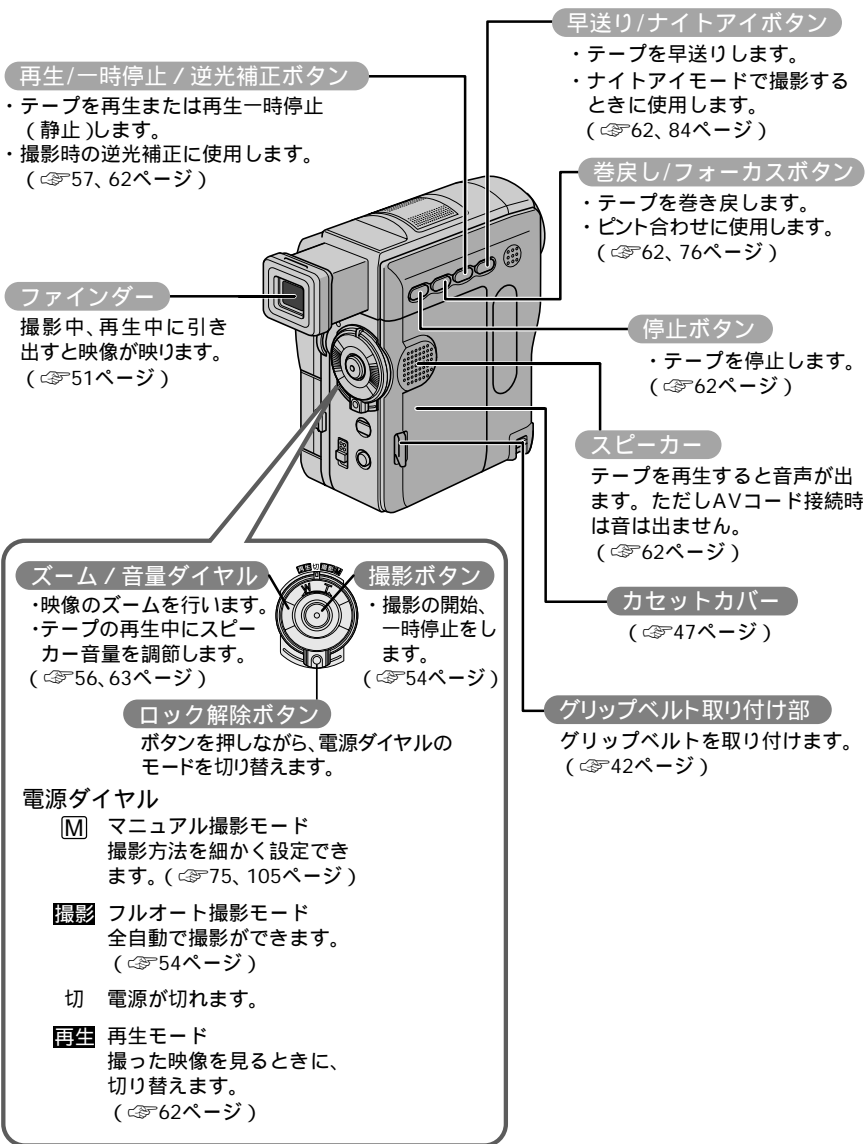 早送り/ナイトアイボタン
・テープを早送りします。
・ナイトアイモードで撮影する
ときに使用します。
(☞62、84ページ)
再生/一時停止/逆光補正ボタン
・テープを再生または再生一時停止
(静止)します。
・撮影時の逆光補正に使用します。
(☞57、62ページ)
巻戻し/フォーカスボタン
・テープを巻き戻します。
・ピント合わせに使用します。
(☞62、76ページ)
ファインダー
撮影中、再生中に引き
出すと映像が映ります。
(☞51ページ)
停止ボタン
・テープを停止します。
(☞62ページ)
スピーカー
テープを再生すると音声が出
ます。ただしAVコード接続時
は音は出ません。
(☞62ページ)
カセットカバー
(☞47ページ)
グリップベルト取り付け部
グリップベルトを取り付けます。
(☞42ページ)
ズーム/音量ダイヤル
・映像のズームを行います。
・テープの再生中にスピー
カー音量を調節します。
(☞56、63ページ)
再生 切 撮影 M
W T
撮影ボタン
・撮影の開始、
一時停止をし
ます。
(☞54ページ)
ロック解除ボタン
ボタンを押しながら、電源ダイヤルの
モードを切り替えます。
電源ダイヤル
M マニュアル撮影モード
撮影方法を細かく設定でき
ます。(☞75、105ページ)
撮影 フルオート撮影モード
全自動で撮影ができます。
(☞54ページ)
切 電源が切れます。
再生 再生モード
撮った映像を見るときに、
切り替えます。
(☞62ページ)